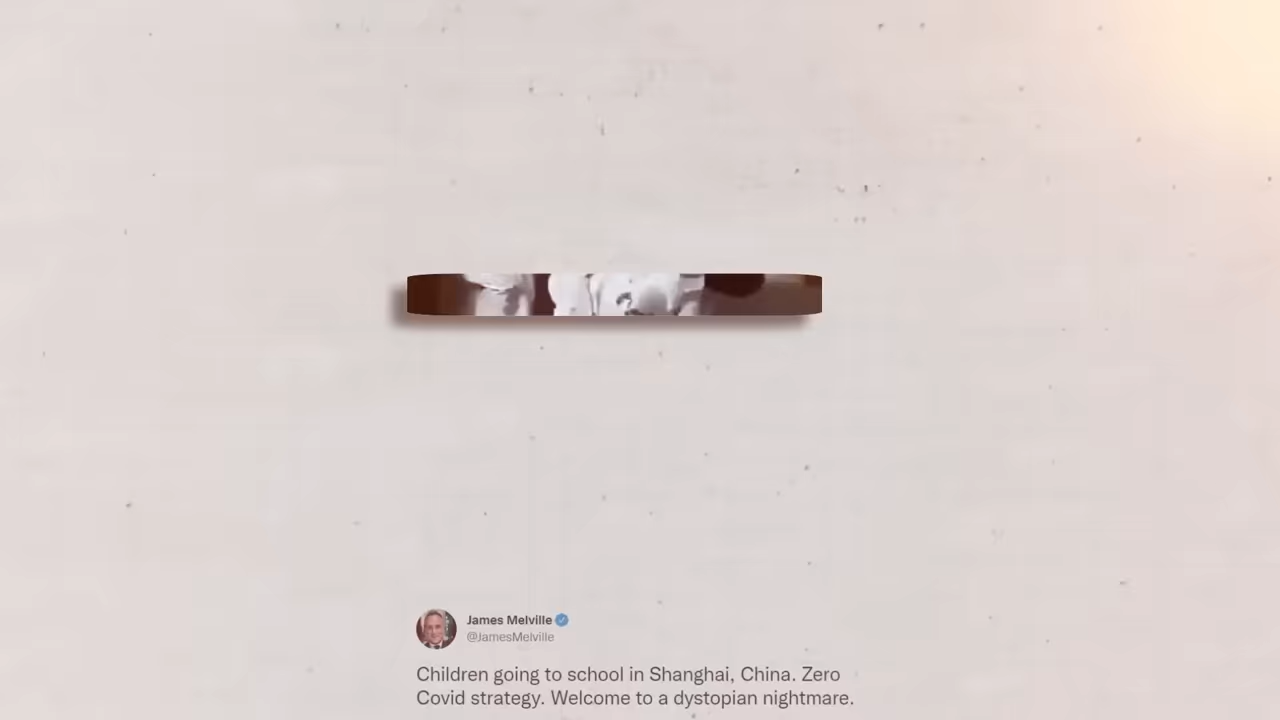 James Melville
@JamesMelville
Children going to school in Shanghai, China. Zero
Covid strategy. Welcome to a dystopian nightmare.